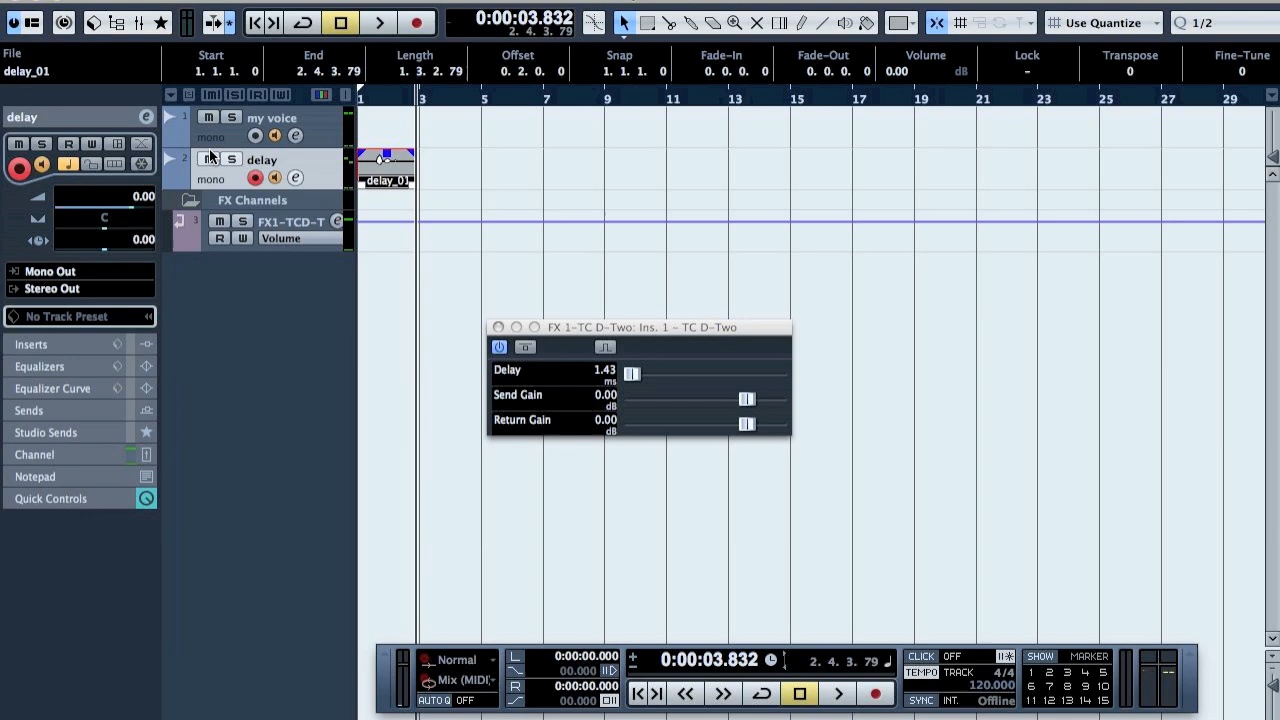 0:00:03.832
2. 4. 3. 79
Use Quantize
1/2
File
delay_01
Start
1. 1. 1. 0
End
2. 4. 3. 79
Length
1. 3. 2. 79
Offset
0. 2. 0. 0
Snap
1. 1. 1. 0
Fade-In
0. 0. 0. 0
Fade-Out
0. 0. 0. 0
Volume
0.00 dB
Lock
-
Transpose
0
Fine-Tune
0
1 3 5 7 9 11 13 15 17 19 21 23 25 27 29
delay
M S R W
0.00
C
0.00
Mono Out
Stereo Out
No Track Preset
Inserts
Equalizers
Equalizer Curve
Sends
Studio Sends
Channel
Notepad
Quick Controls
M S R W
1 M S my voice
mono
2 M S delay
mono
delay_01
FX Channels
3 M S FX1-TCD-T
R W Volume
FX 1-TC D-Two: Ins. 1 - TC D-Two
Delay 1.43
ms
Send Gain 0.00
dB
Return Gain 0.00
dB
Normal
Mix (MIDI)
AUTO Q OFF
L 0:00:00.000
00.000
R 0:00:00.000
00.000
0:00:03.832
2. 4. 3. 79
CLICK OFF
TEMPO TRACK 4/4
120.000
SYNC INT. Offline
SHOW MARKER
1 2 3 4 5
6 7 8 9 10
11 12 13 14 15